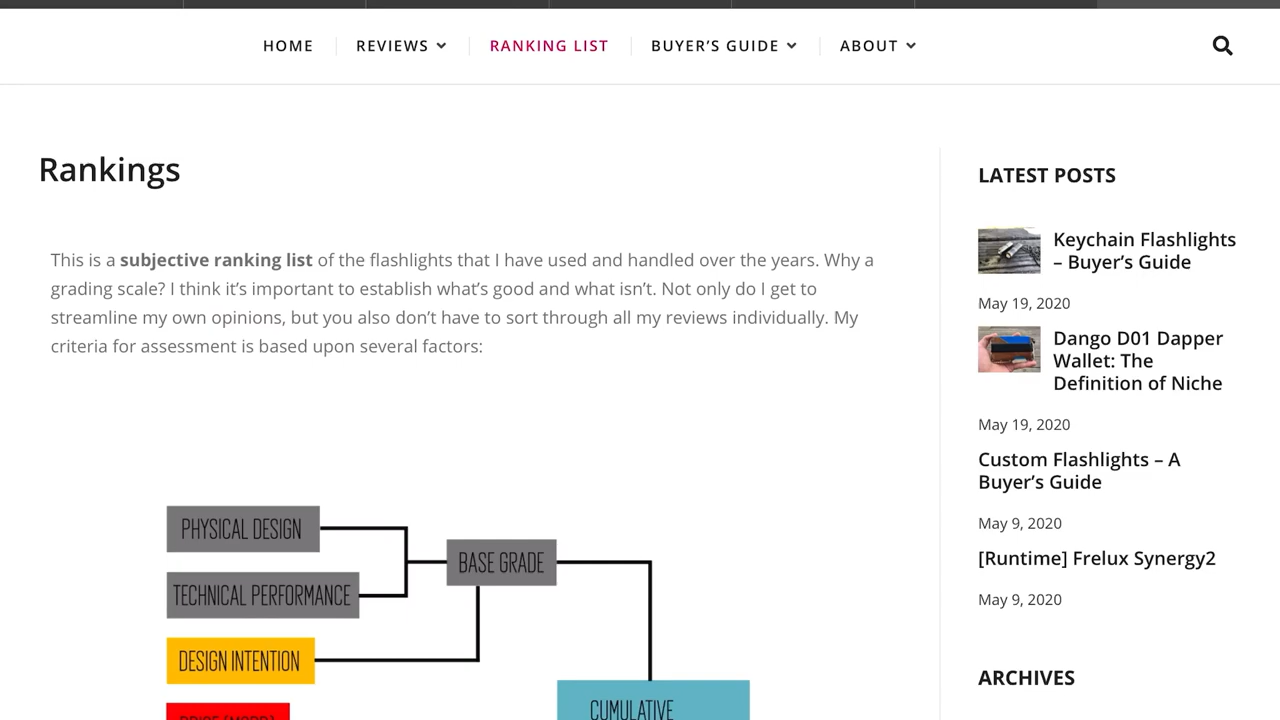 HOME
REVIEWS
RANKING LIST
BUYER’S GUIDE
ABOUT
Rankings
This is a subjective ranking list of the flashlights that I have used and handled over the years. Why a
grading scale? I think it’s important to establish what’s good and what isn’t. Not only do I get to
streamline my own opinions, but you also don’t have to sort through all my reviews individually. My
criteria for assessment is based upon several factors:
PHYSICAL DESIGN
BASE GRADE
TECHNICAL PERFORMANCE
DESIGN INTENTION
CUMULATIVE
LATEST POSTS
Keychain Flashlights
– Buyer’s Guide
May 19, 2020
Dango D01 Dapper
Wallet: The
Definition of Niche
May 19, 2020
Custom Flashlights – A
Buyer’s Guide
May 9, 2020
[Runtime] Frelux Synergy2
May 9, 2020
ARCHIVES